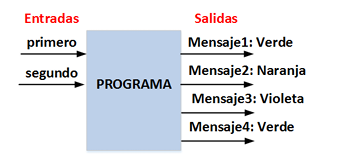 Entradas
Salidas
primero
segundo
PROGRAMA
Mensaje1: Verde
Mensaje2: Naranja
Mensaje3: Violeta
Mensaje4: Verde